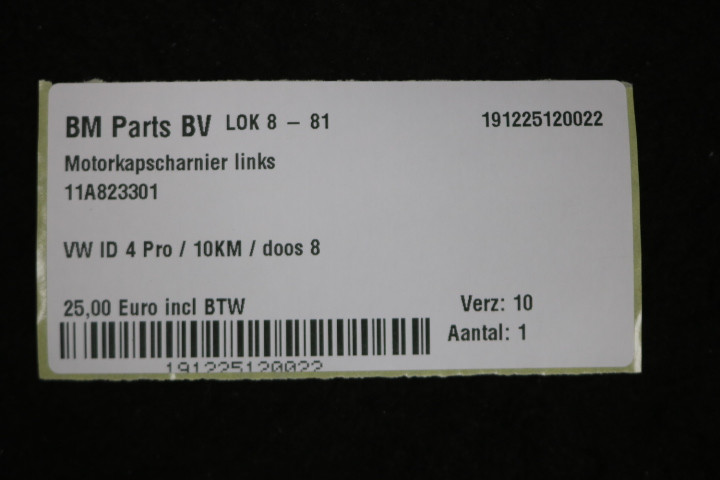 BM Parts BV LOK 8 – 81 191225120022
Motorkapscharnier links
11A823301
VW ID 4 Pro / 10KM / doos 8
25,00 Euro incl BTW Verz: 10
Aantal: 1
191225120022